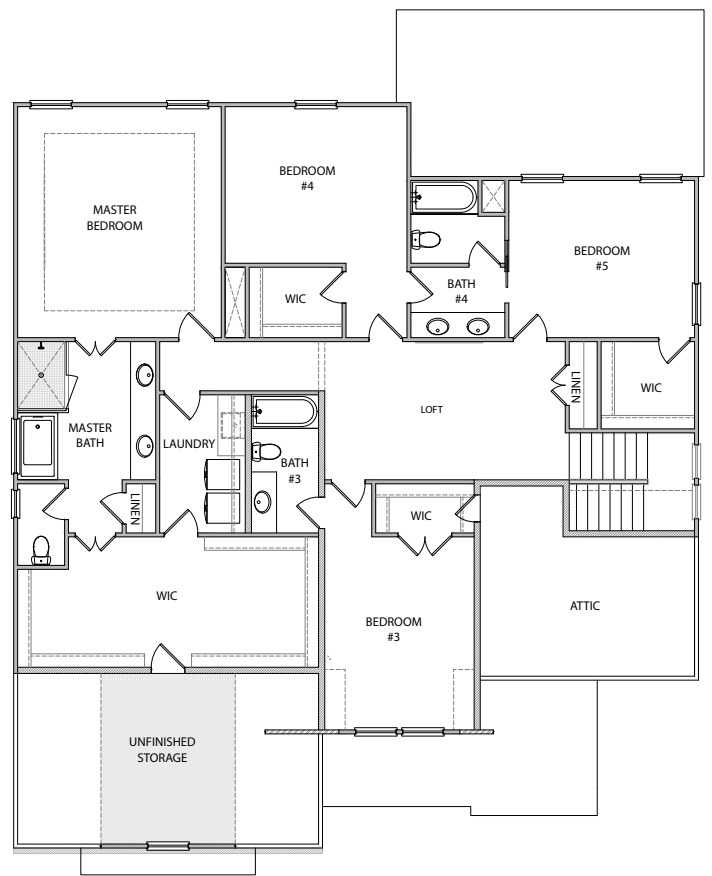 MASTER
BEDROOM
BEDROOM
#4
BEDROOM
#5
WIC
BATH
#4
WIC
LINEN
LOFT
MASTER
BATH
LAUNDRY
BATH
#3
LINEN
WIC
WIC
BEDROOM
#3
ATTIC
UNFINISHED
STORAGE